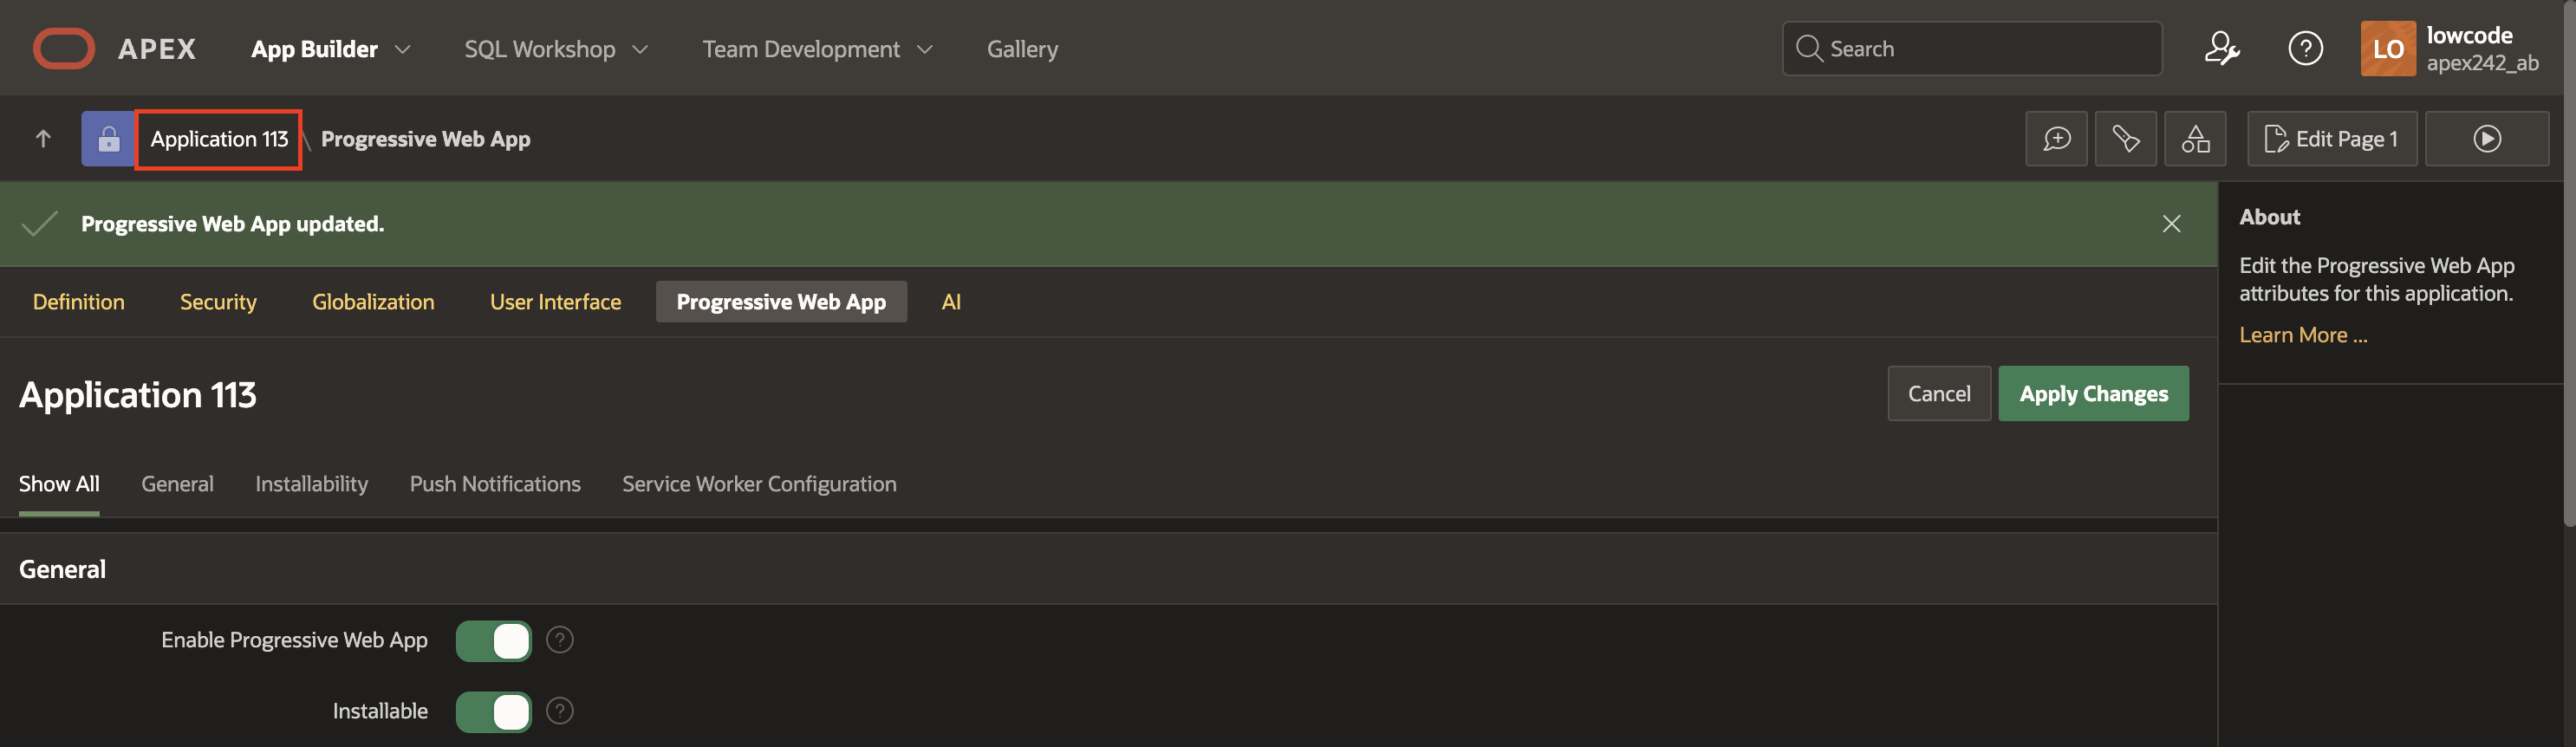 APEX App Builder SQL Workshop Team Development Gallery Search ? LO lowcode
apex242_ab
Application 113 \ Progressive Web App Edit Page 1
Progressive Web App updated.
Definition Security Globalization User Interface Progressive Web App AI
Application 113 Cancel Apply Changes
Show All General Installability Push Notifications Service Worker Configuration
General
Enable Progressive Web App ?
Installable ?
About
Edit the Progressive Web App
attributes for this application.
Learn More ...